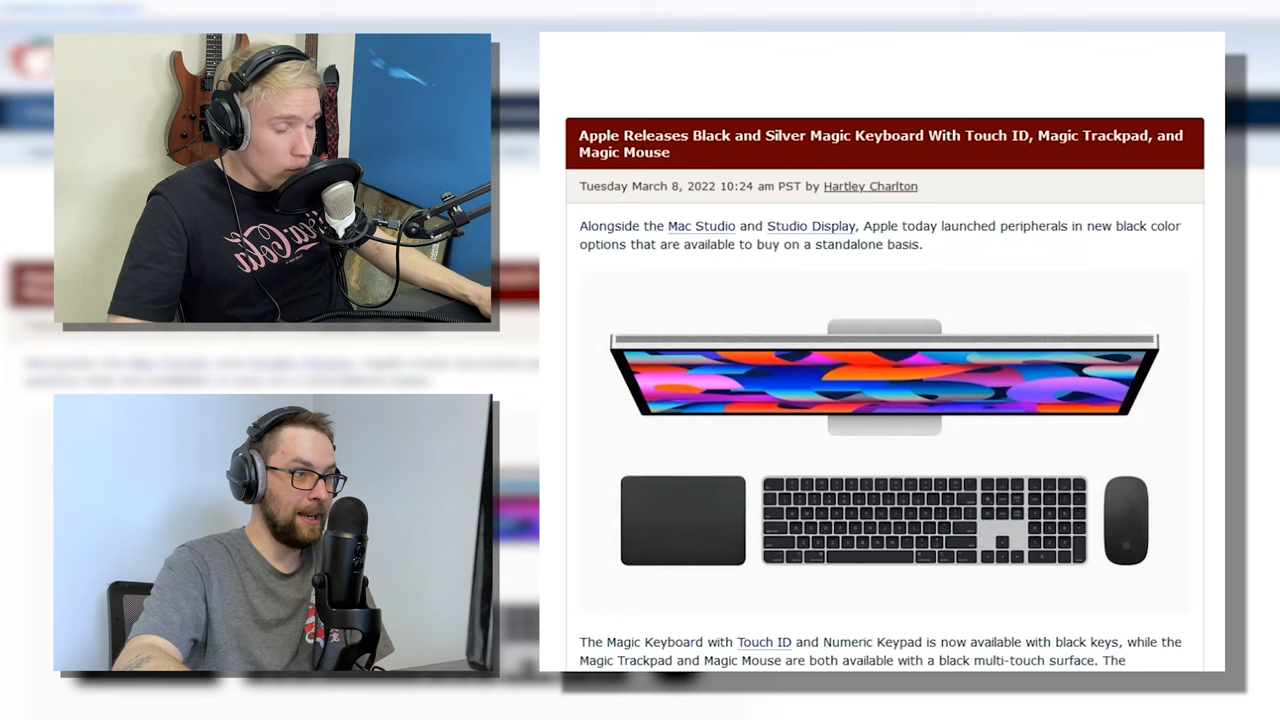 Coca-Cola
Apple Releases Black and Silver Magic Keyboard With Touch ID, Magic Trackpad, and
Magic Mouse
Tuesday March 8, 2022 10:24 am PST by Hartley Charlton
Alongside the Mac Studio and Studio Display, Apple today launched peripherals in new black color
options that are available to buy on a standalone basis.
The Magic Keyboard with Touch ID and Numeric Keypad is now available with black keys, while the
Magic Trackpad and Magic Mouse are both available with a black multi-touch surface. The